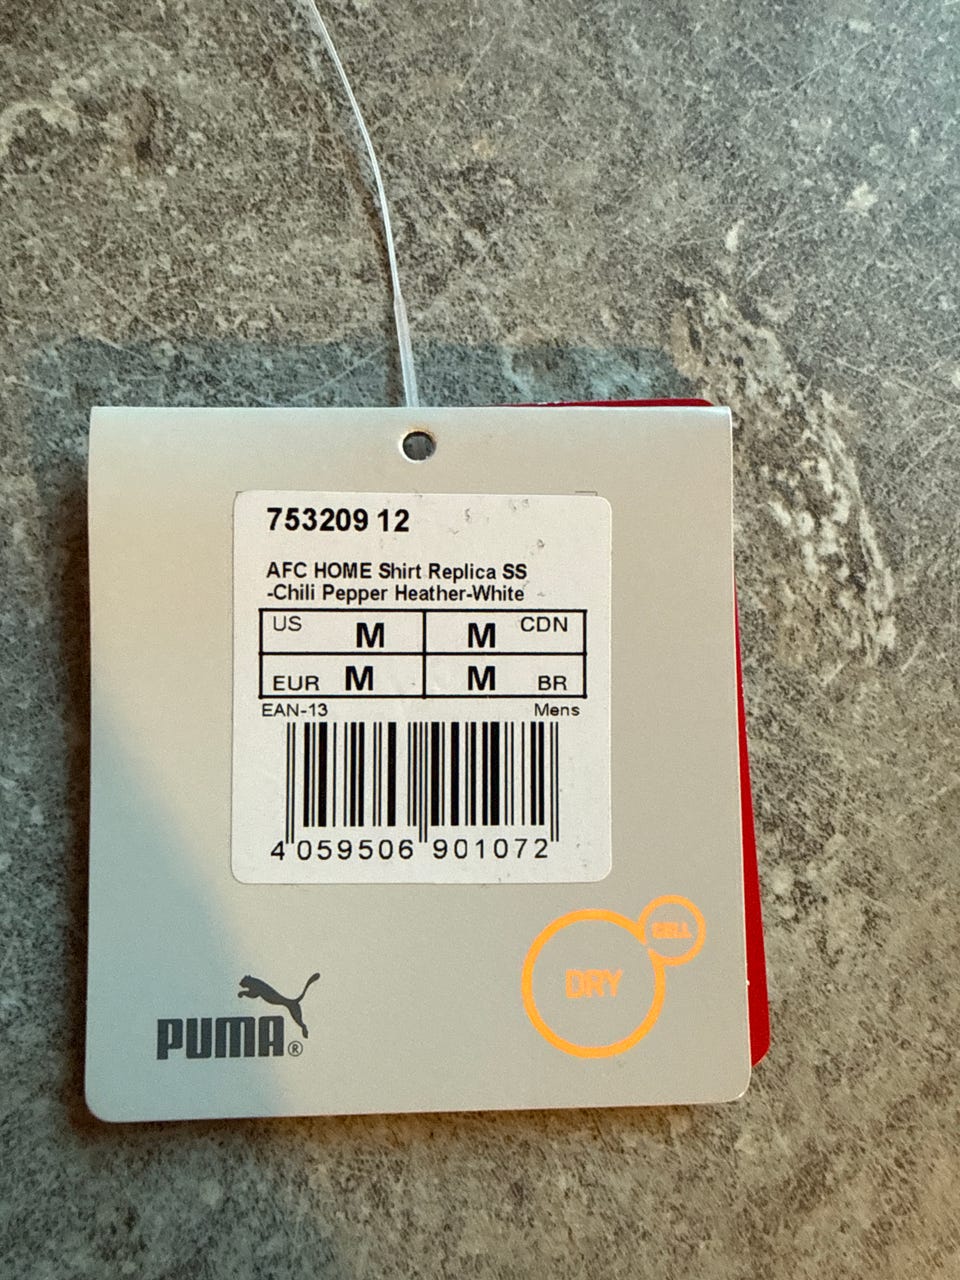 753209 12
AFC HOME Shirt Replica SS
-Chili Pepper Heather-White
US M M CDN
EUR M M BR
EAN-13 Mens
4 059506 901072
CELL
DRY
PUMA®